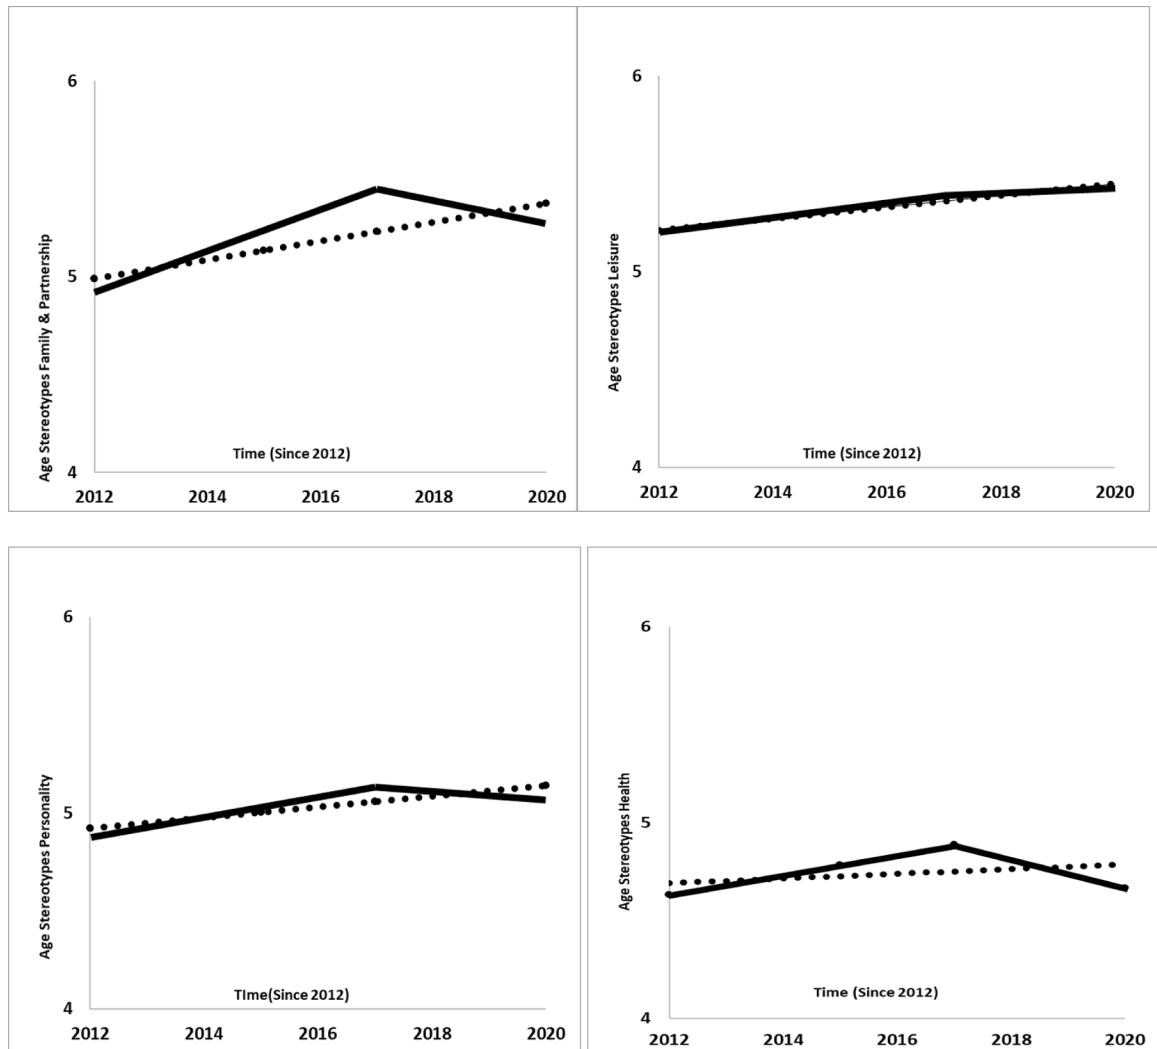 6
5
4
Age Stereotypes Family & Partnership
Time (Since 2012)
2012 2014 2016 2018 2020
6
5
4
Age Stereotypes Leisure
Time (Since 2012)
2012 2014 2016 2018 2020
6
5
4
Age Stereotypes Personality
TIme(Since 2012)
2012 2014 2016 2018 2020
6
5
4
Age Stereotypes Health
Time (Since 2012)
2012 2014 2016 2018 2020